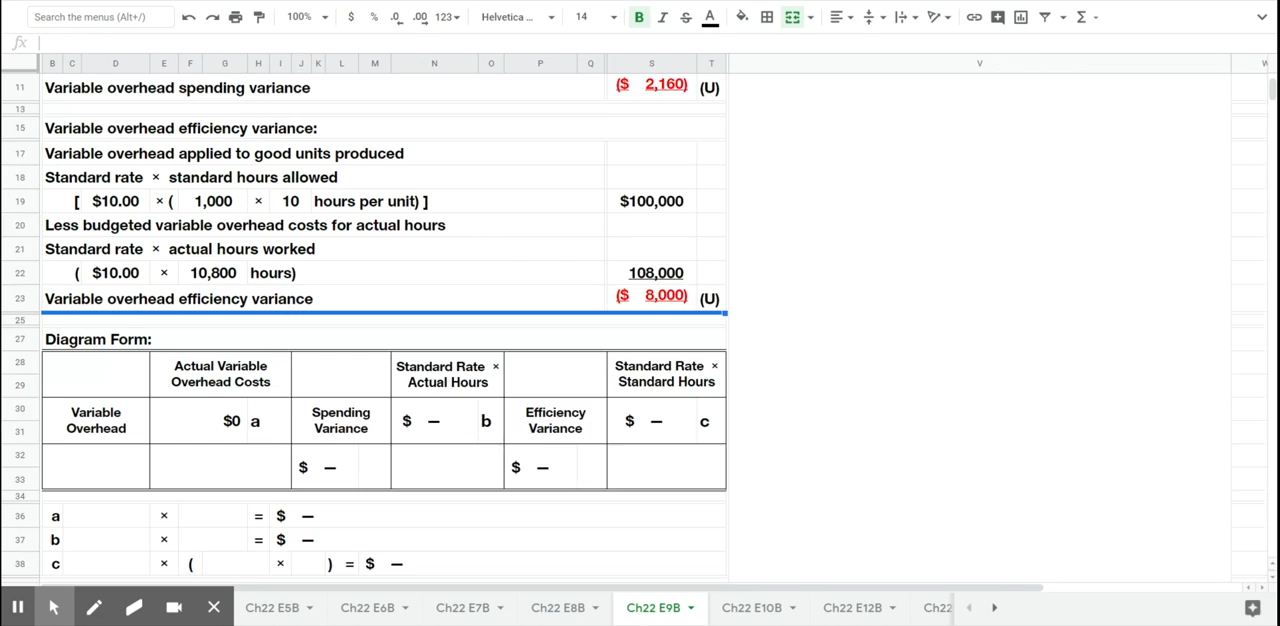 Search the menus (Alt+/) 100% $ % .0 .00 123 Helvetica ... 14 B I S A Σ
fx
B C D E F G H I J K L M N O P Q S T V W
11 Variable overhead spending variance ($ 2,160) (U)
13
15 Variable overhead efficiency variance:
17 Variable overhead applied to good units produced
18 Standard rate × standard hours allowed
19 [ $10.00 × ( 1,000 × 10 hours per unit) ] $100,000
20 Less budgeted variable overhead costs for actual hours
21 Standard rate × actual hours worked
22 ( $10.00 × 10,800 hours) 108,000
23 Variable overhead efficiency variance ($ 8,000) (U)
25
27 Diagram Form:
28 Actual Variable Standard Rate × Standard Rate ×
29 Overhead Costs Actual Hours Standard Hours
30 Variable $0 a Spending $ – b Efficiency $ – c
31 Overhead Variance Variance
32 $ – $ –
33
34
36 a × = $ –
37 b × = $ –
38 c × ( × ) = $ –
Ch22 E5B Ch22 E6B Ch22 E7B Ch22 E8B Ch22 E9B Ch22 E10B Ch22 E12B Ch22